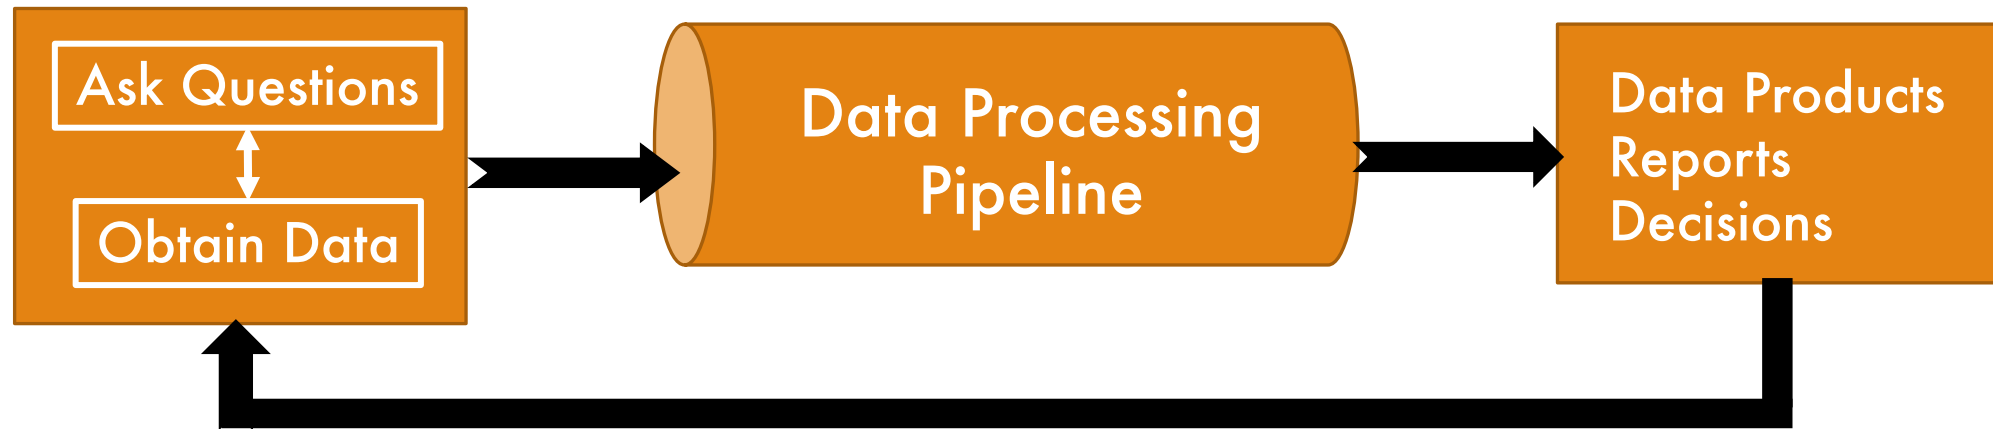 Ask Questions
Obtain Data
Data Processing
Pipeline
Data Products
Reports
Decisions